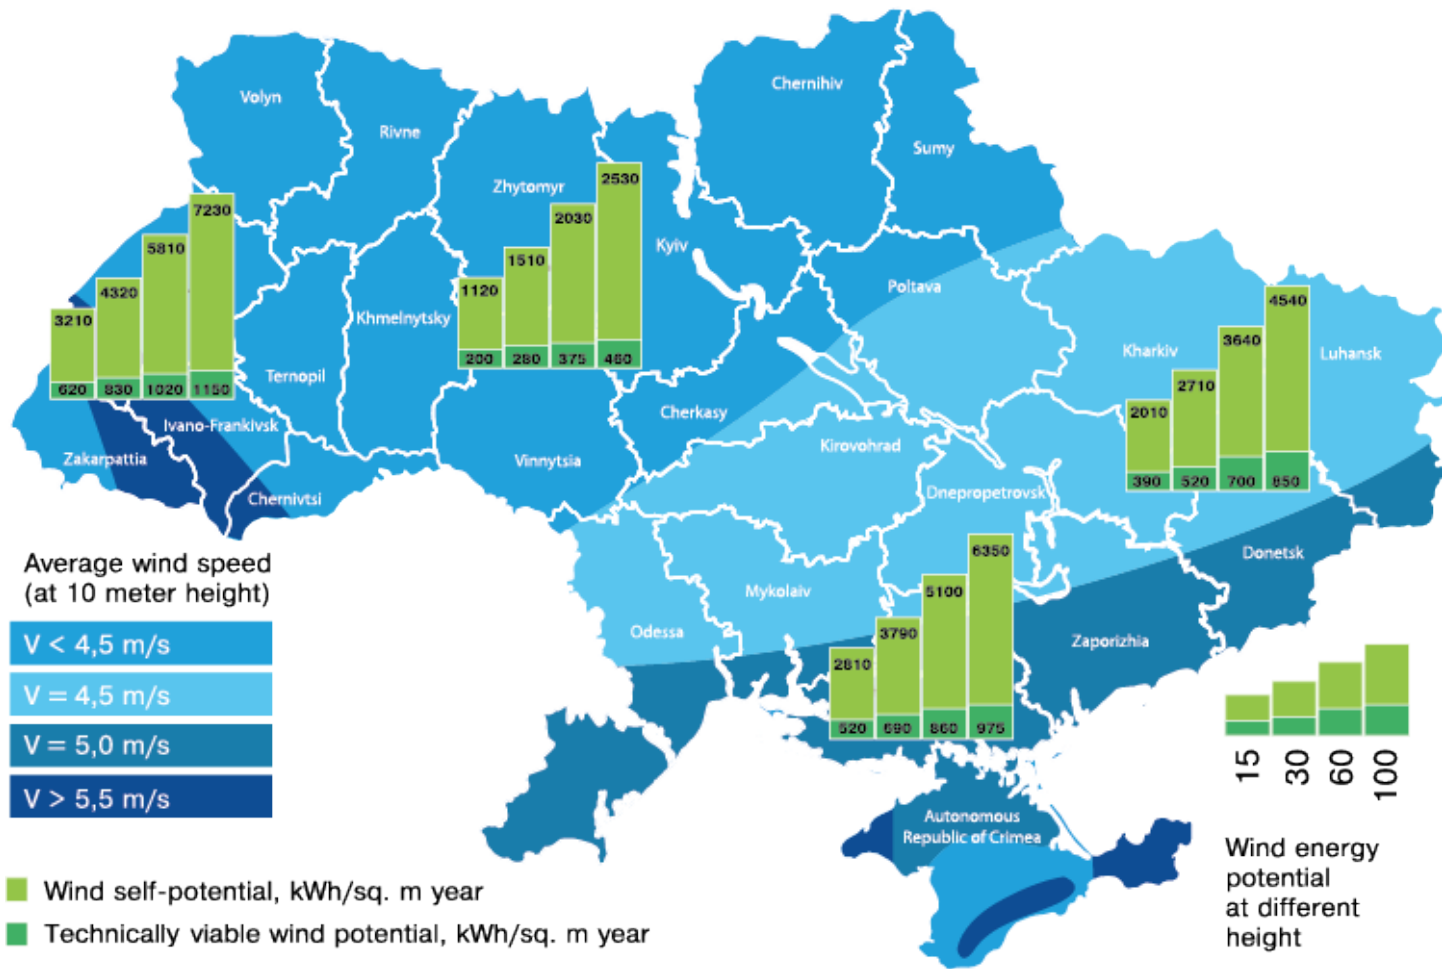 Chernihiv
Volyn
Rivne
Sumy
Zhytomyr
2530
7230
2030
Kyiv
5810
1510
Poltava
4320
1120
4540
3210
Khmelnytsky
3640
Kharkiv
Luhansk
200 280 375 460
2710
620 830 1020 1150
Ternopil
2010
Cherkasy
Ivano-Frankivsk
Kirovohrad
Zakarpattia
Vinnytsia
390 520 700 850
Chernivtsi
Dnepropetrovsk
6350
Donetsk
5100
Mykolaiv
Odessa
3790
Zaporizhia
2810
520 690 860 975
Average wind speed
(at 10 meter height)
V < 4,5 m/s
V = 4,5 m/s
V = 5,0 m/s
V > 5,5 m/s
15 30 60 100
Autonomous
Republic of Crimea
Wind energy
potential
at different
height
Wind self-potential, kWh/sq. m year
Technically viable wind potential, kWh/sq. m year